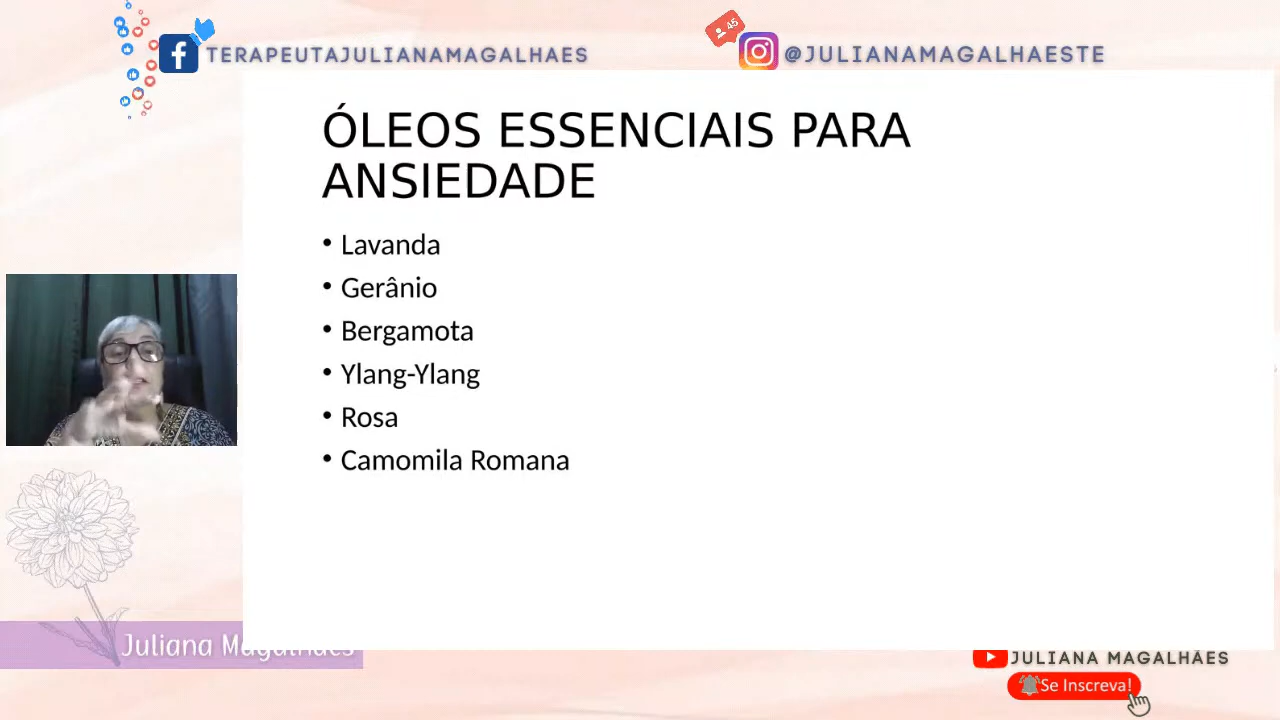 TERAPEUTAJULIANAMAGALHAES
45
@JULIANAMAGALHAESTE
ÓLEOS ESSENCIAIS PARA
ANSIEDADE
• Lavanda
• Gerânio
• Bergamota
• Ylang-Ylang
• Rosa
• Camomila Romana
Juliana Magalhães
JULIANA MAGALHÃES
Se Inscreva!